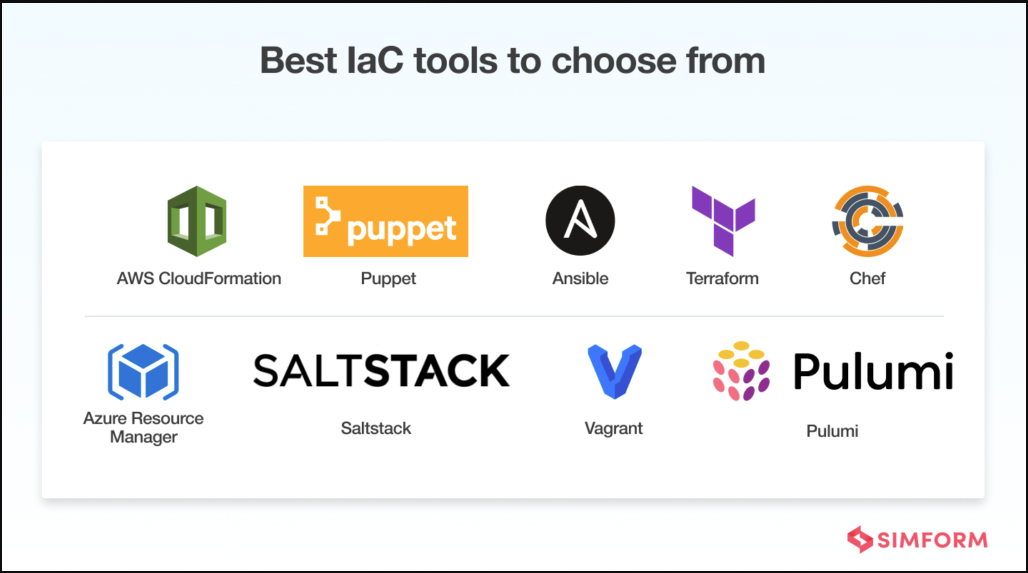 Best IaC tools to choose from
puppet
AWS CloudFormation
Puppet
Ansible
Terraform
Chef
SALTSTACK
Pulumi
Azure Resource
Manager
Saltstack
Vagrant
Pulumi
SIMFORM